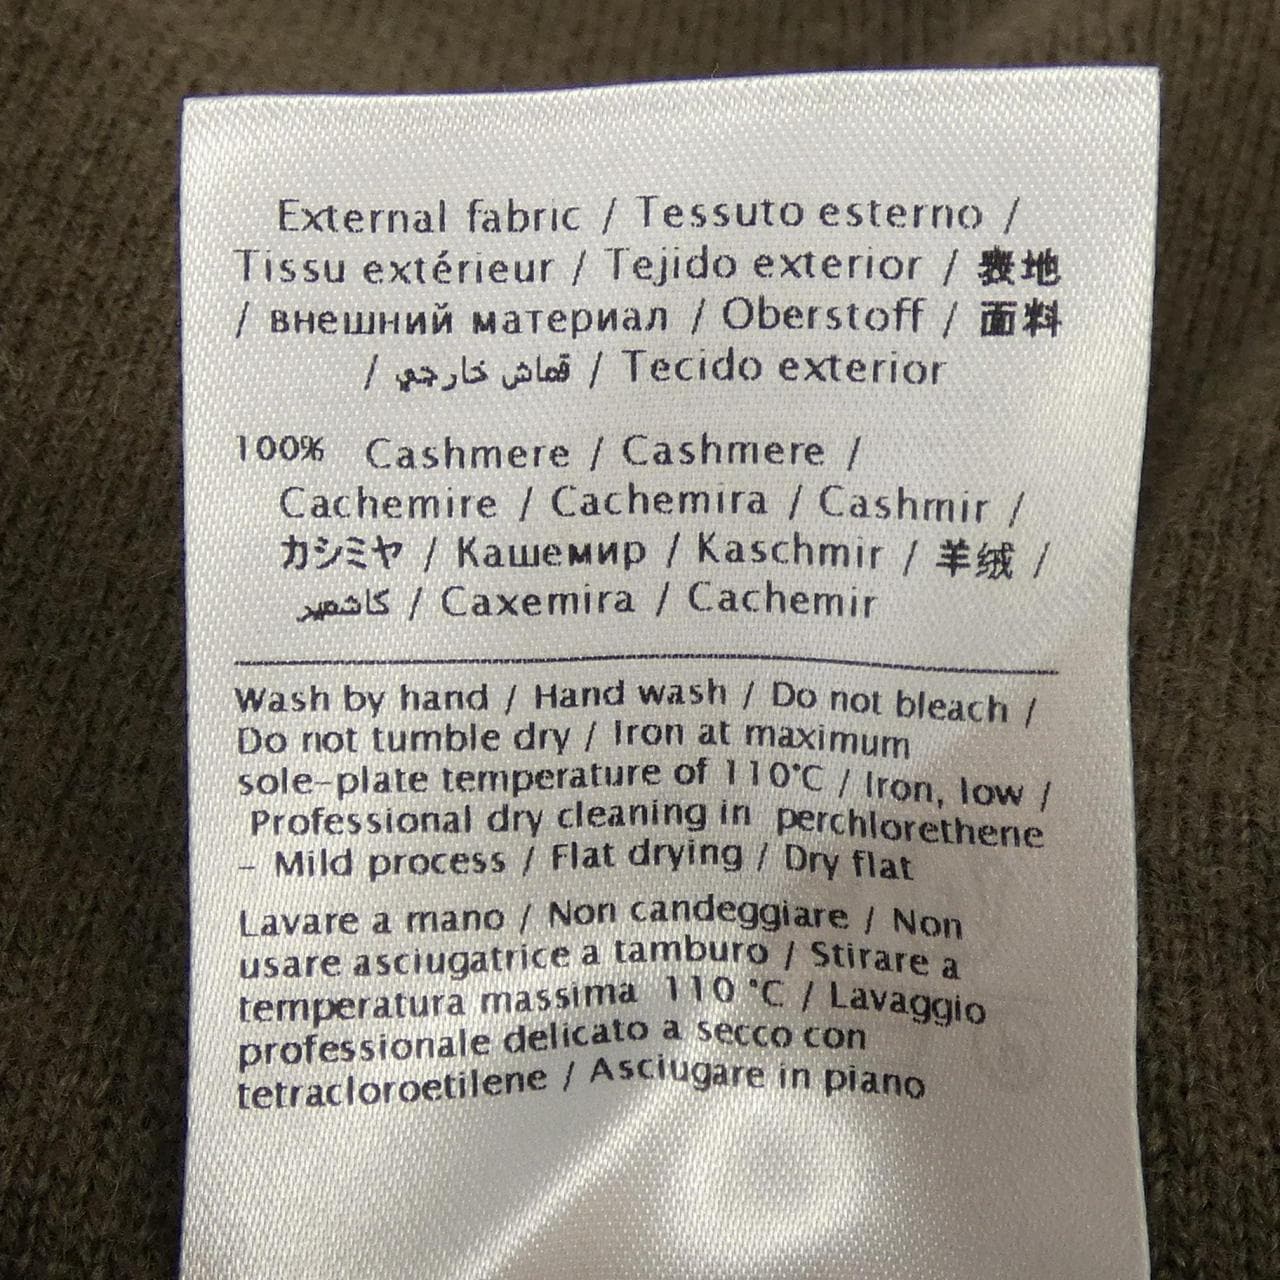 External fabric / Tessuto esterno /
Tissu extérieur / Tejido exterior / 表地
/ внешний материал / Oberstoff / 面料
/ قماش خارجي / Tecido exterior
100% Cashmere / Cashmere /
Cachemire / Cachemira / Cashmir /
カシミヤ / Кашемир / Kaschmir / 羊绒 /
كاشمير / Caxemira / Cachemir
Wash by hand / Hand wash / Do not bleach /
Do not tumble dry / Iron at maximum
sole-plate temperature of 110°C / Iron, low /
Professional dry cleaning in perchlorethene
- Mild process / Flat drying / Dry flat
Lavare a mano / Non candeggiare / Non
usare asciugatrice a tamburo / Stirare a
temperatura massima 110 °C / Lavaggio
professionale delicato a secco con
tetracloroetilene / Asciugare in piano